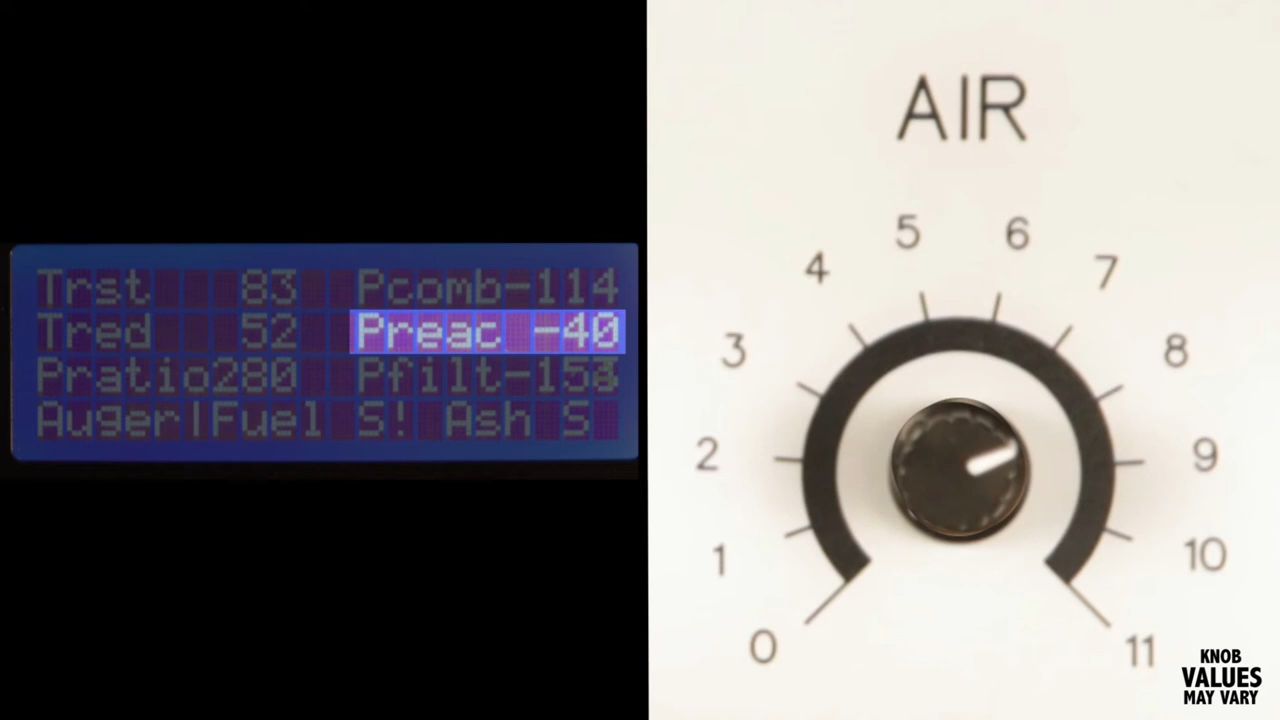 Trst 83 Pcomb-114
Tred 52 Preac -40
Pratio280 Pfilt-153
Auger|Fuel S! Ash S
AIR
0
1
2
3
4
5
6
7
8
9
10
11
KNOB
VALUES
MAY VARY